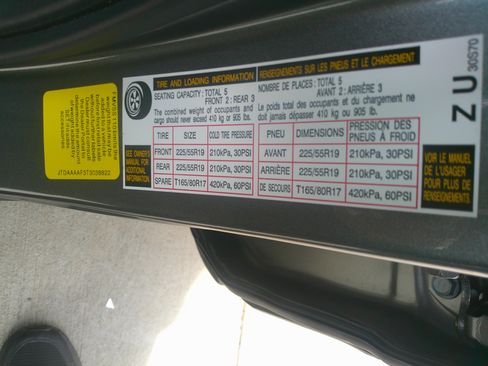 TIRE AND LOADING INFORMATION
SEATING CAPACITY : TOTAL 5
FRONT 2 : REAR 3
The combined weight of occupants and
cargo should never exceed 410 kg or 905 lbs.
TIRE SIZE COLD TIRE PRESSURE
FRONT 225/55R19 210kPa, 30PSI
REAR 225/55R19 210kPa, 30PSI
SPARE T165/80R17 420kPa, 60PSI
SEE OWNER'S
MANUAL FOR
ADDITIONAL
INFORMATION
RENSEIGNEMENTS SUR LES PNEUS ET LE CHARGEMENT
NOMBRE DE PLACES : TOTAL 5
AVANT 2 : ARRIÈRE 3
Le poids total des occupants et du chargement ne
doit jamais dépasser 410 kg ou 905 lb.
PNEU DIMENSIONS PRESSION DES
PNEUS À FROID
AVANT 225/55R19 210kPa, 30PSI
ARRIÈRE 225/55R19 210kPa, 30PSI
DE SECOURS T165/80R17 420kPa, 60PSI
VOIR LE MANUEL
DE L'USAGER
POUR PLUS DE
RENSEIGNEMENTS
Z U 30S70